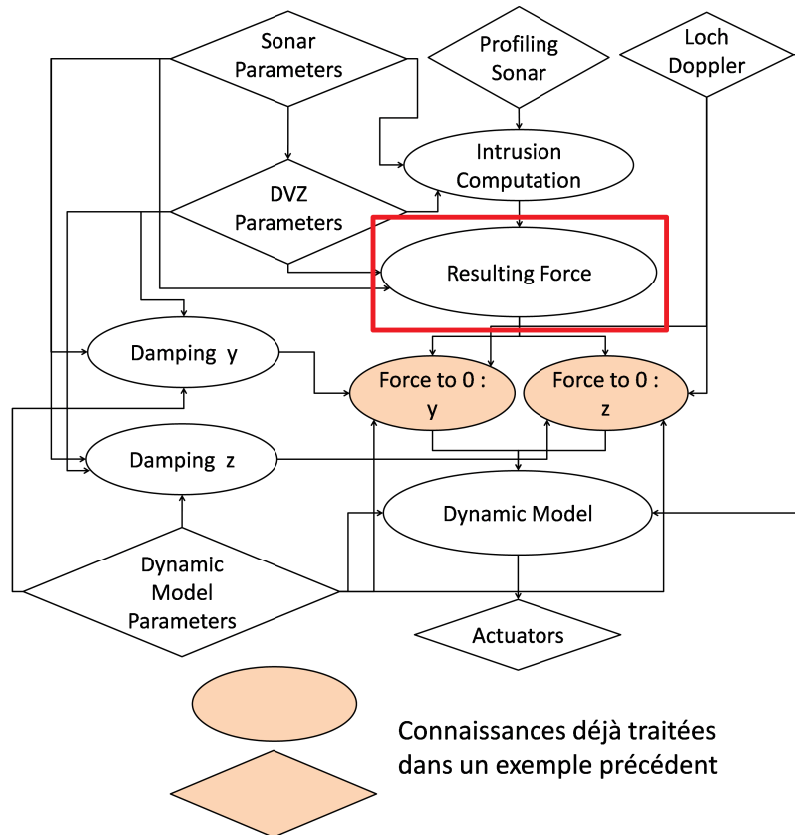 Sonar
Parameters
Profiling
Sonar
Loch
Doppler
Intrusion
Computation
DVZ
Parameters
Resulting Force
Damping y
Force to 0 :
y
Force to 0 :
z
Damping z
Dynamic Model
Dynamic
Model
Parameters
Actuators
Connaissances déjà traitées
dans un exemple précédent